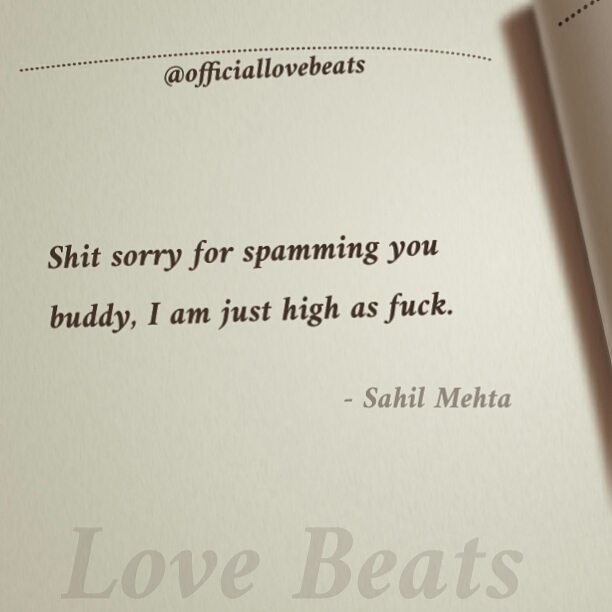 @officiallovebeats
Shit sorry for spamming you
buddy, I am just high as fuck.
- Sahil Mehta
Love Beats